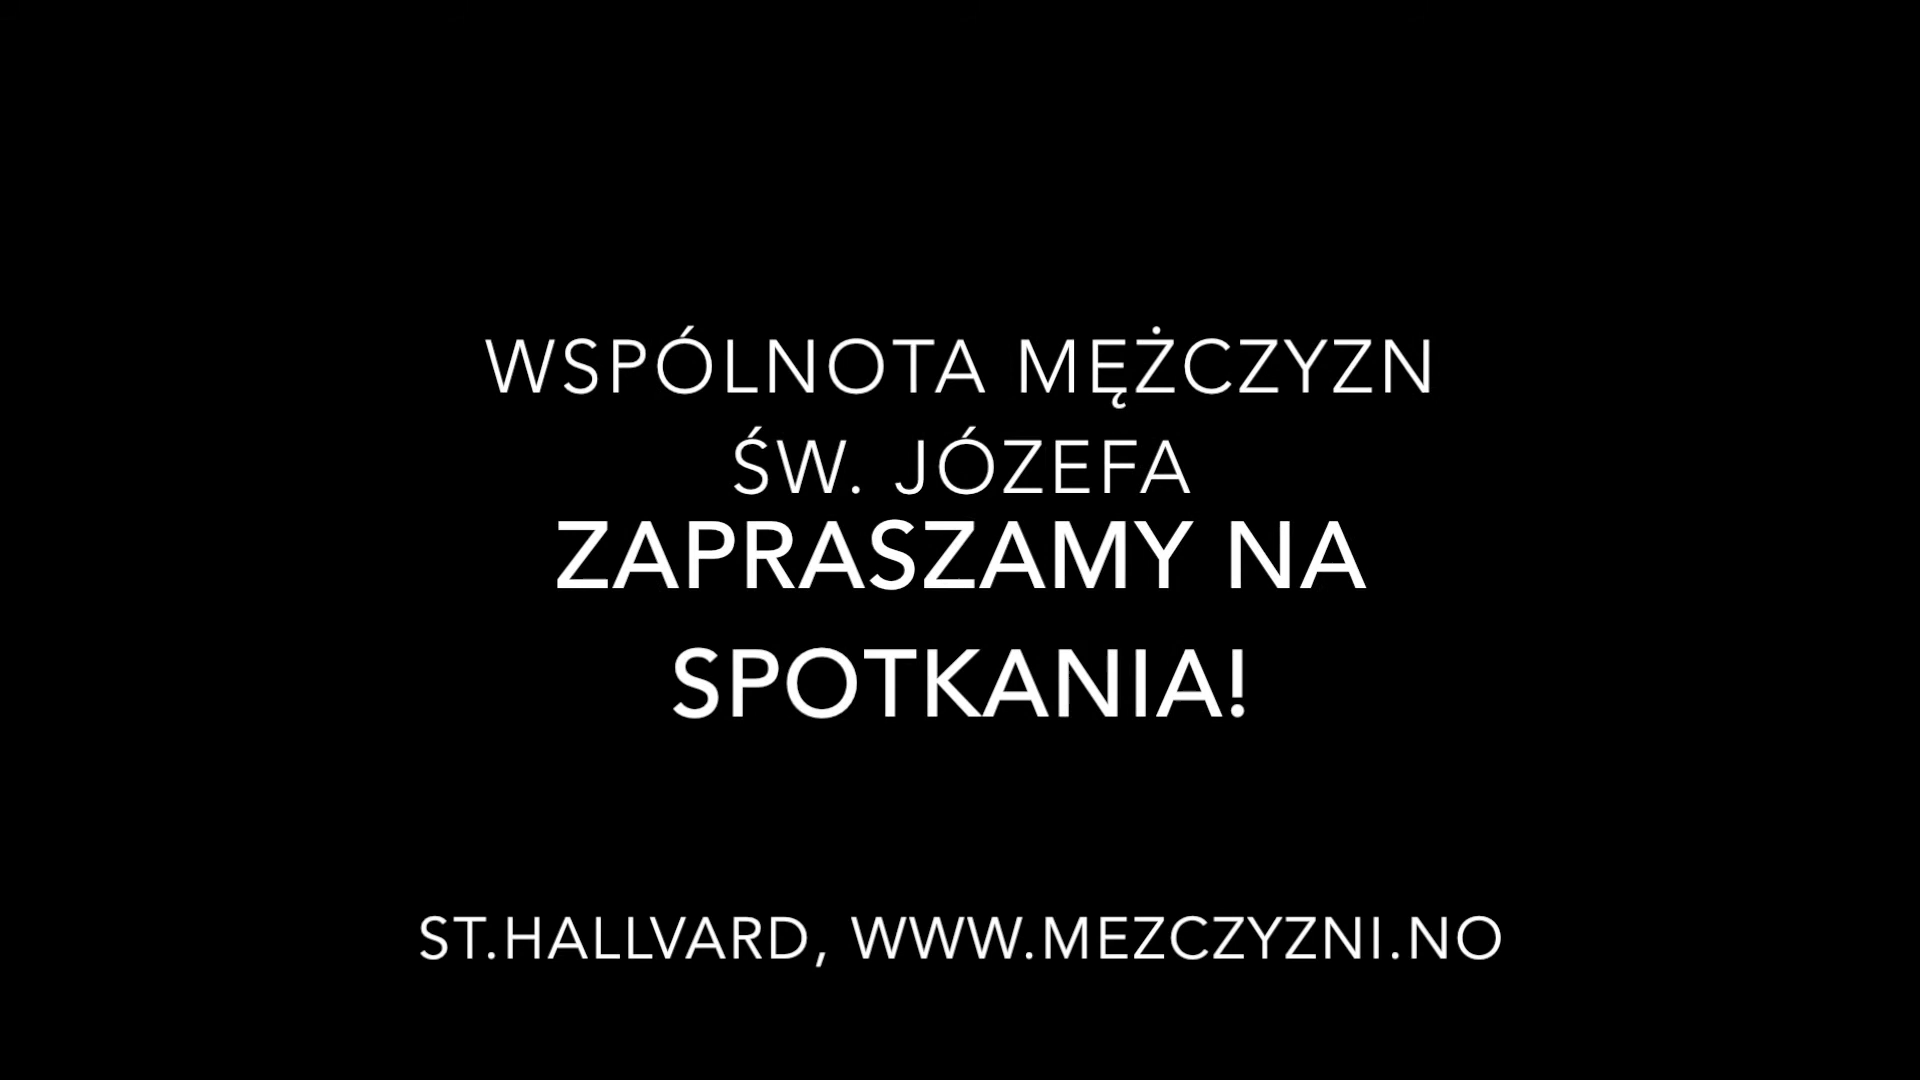 WSPÓLNOTA MĘŻCZYZN
ŚW. JÓZEFA
ZAPRASZAMY NA
SPOTKANIA!
ST.HALLVARD, WWW.MEZCZYZNI.NO